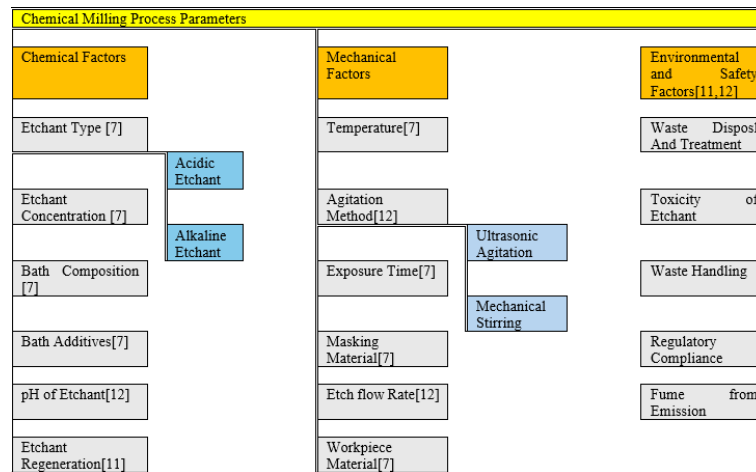 Chemical Milling Process Parameters
Chemical Factors
Etchant Type [7]
Acidic
Etchant
Etchant
Concentration [7]
Alkaline
Etchant
Bath Composition
[7]
Bath Additives[7]
pH of Etchant[12]
Etchant
Regeneration[11]
Mechanical
Factors
Temperature[7]
Agitation
Method[12]
Ultrasonic
Agitation
Exposure Time[7]
Mechanical
Stirring
Masking
Material[7]
Etch flow Rate[12]
Workpiece
Material[7]
Environmental
and Safety
Factors[11,12]
Waste
And Treatment
Toxicity of
Etchant
Waste Handling
Regulatory
Compliance
Fume from
Emission